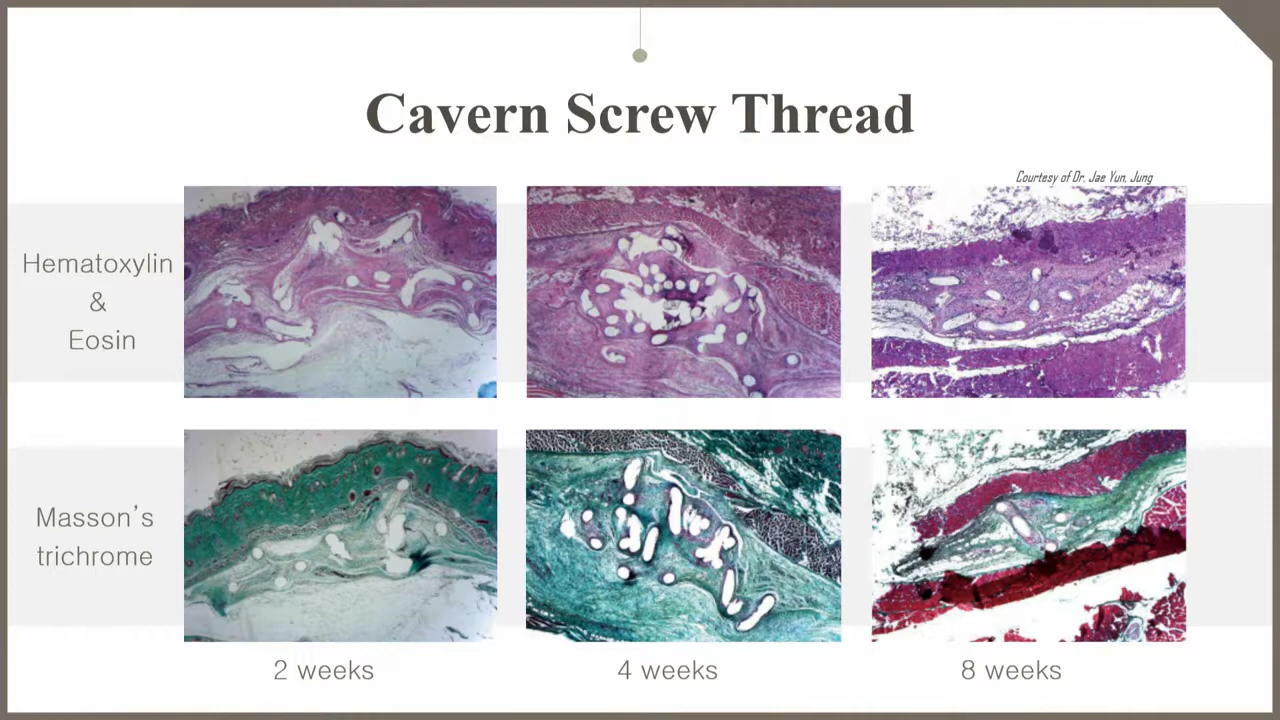 Cavern Screw Thread
Courtesy of Dr. Jae Yun, Jung
Hematoxylin
&
Eosin
Masson's
trichrome
2 weeks
4 weeks
8 weeks